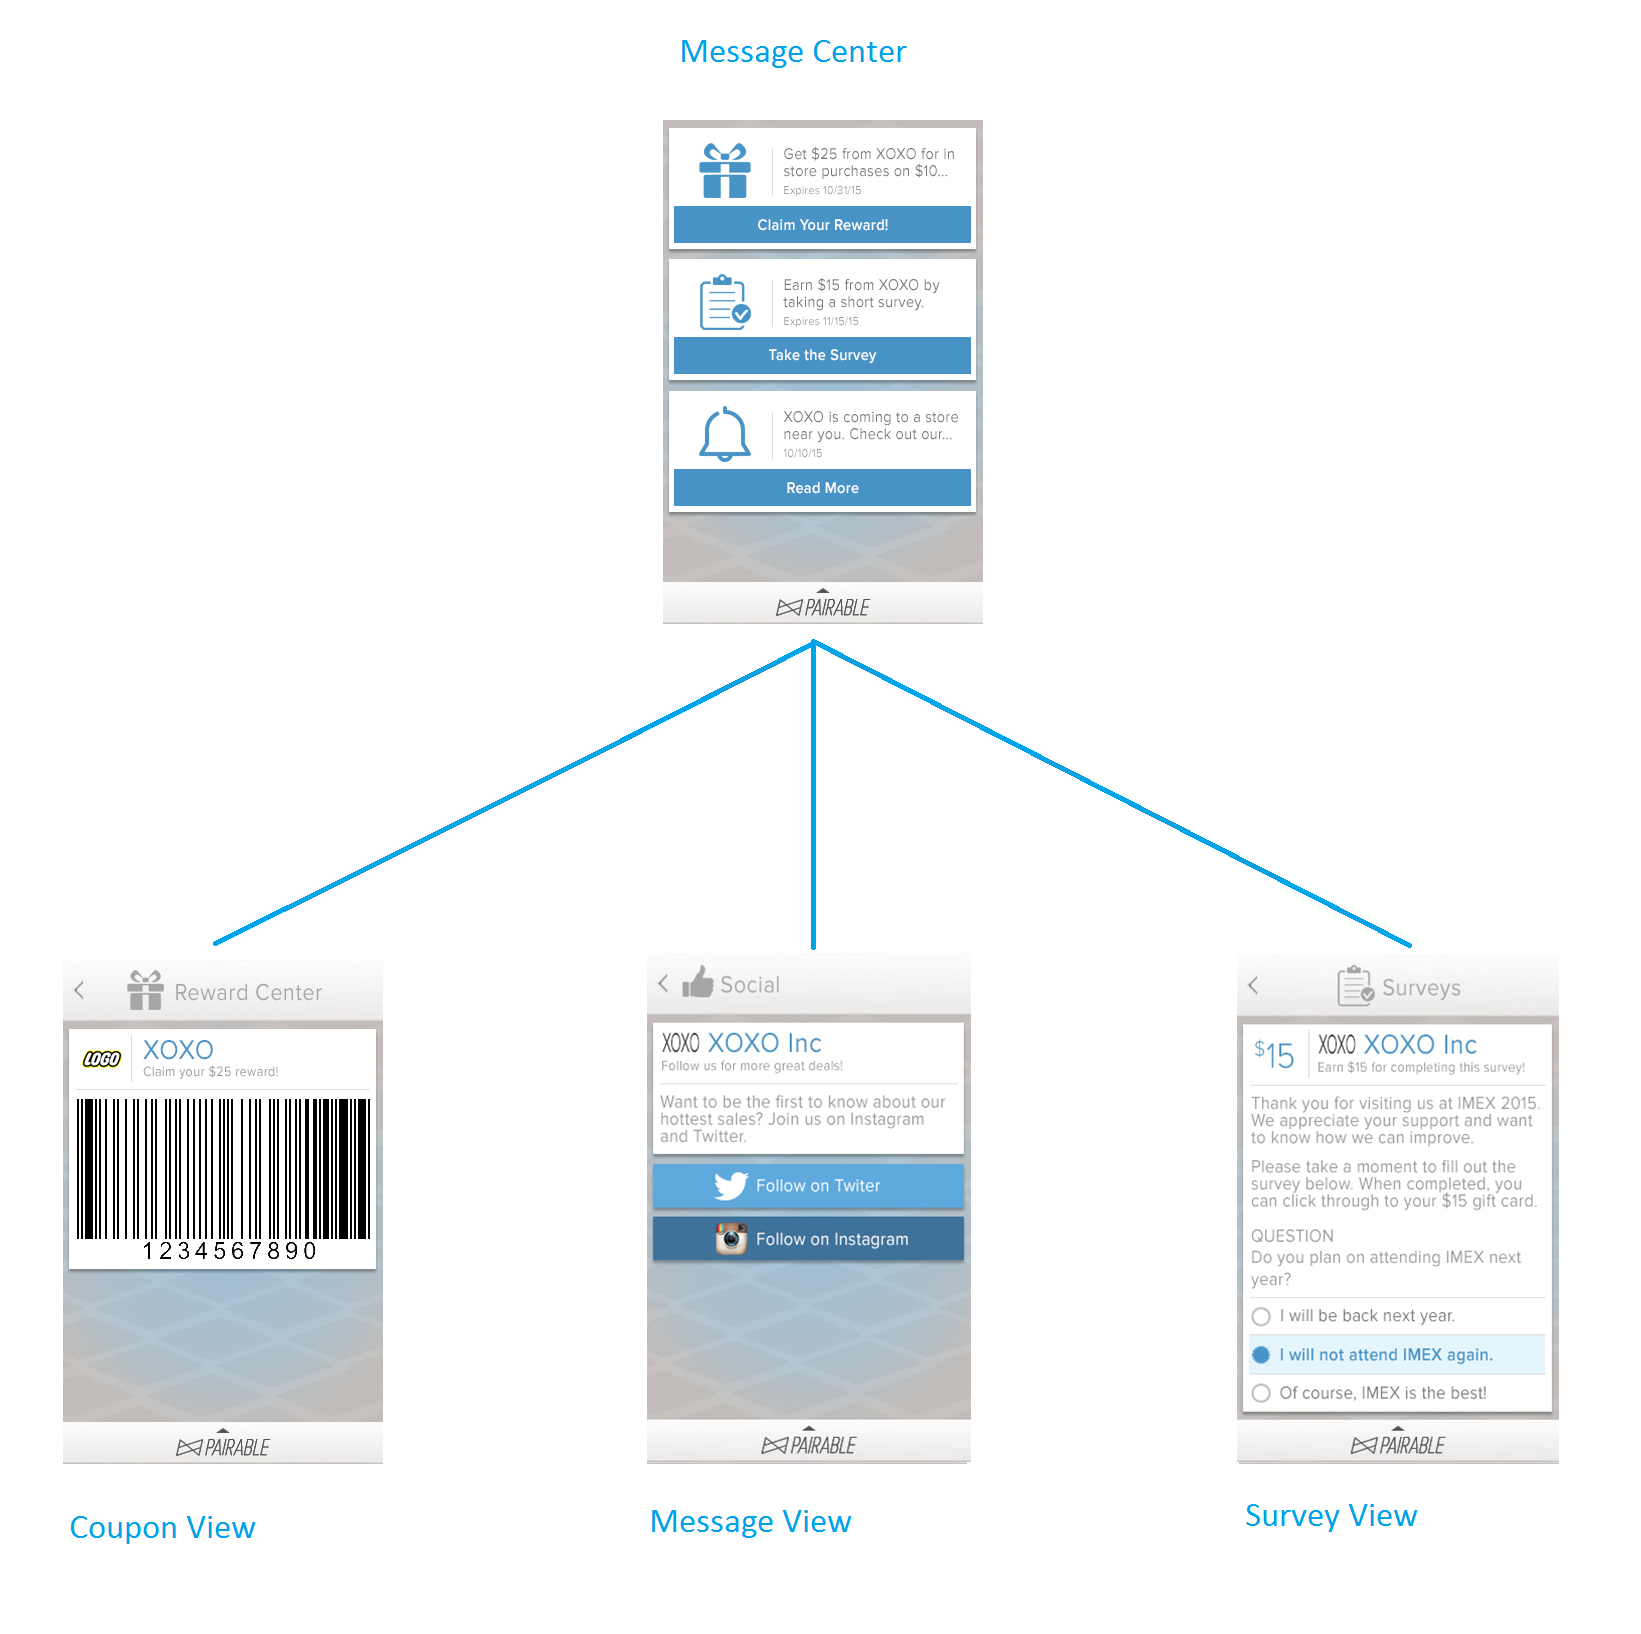 Message Center
Get $25 from XOXO for in
store purchases on $10...
Expires 10/31/15
Claim Your Reward!
Earn $15 from XOXO by
taking a short survey.
Expires 11/15/15
Take the Survey
XOXO is coming to a store
near you. Check out our...
10/10/15
Read More
PAIRABLE
Reward Center
LOGO
XOXO
Claim your $25 reward!
1234567890
PAIRABLE
Coupon View
Social
XOXO XOXO Inc
Follow us for more great deals!
Want to be the first to know about our
hottest sales? Join us on Instagram
and Twitter.
Follow on Twiter
Follow on Instagram
PAIRABLE
Message View
Surveys
$15
XOXO XOXO Inc
Earn $15 for completing this survey!
Thank you for visiting us at IMEX 2015.
We appreciate your support and want
to know how we can improve.
Please take a moment to fill out the
survey below. When completed, you
can click through to your $15 gift card.
QUESTION
Do you plan on attending IMEX next
year?
I will be back next year.
I will not attend IMEX again.
Of course, IMEX is the best!
PAIRABLE
Survey View